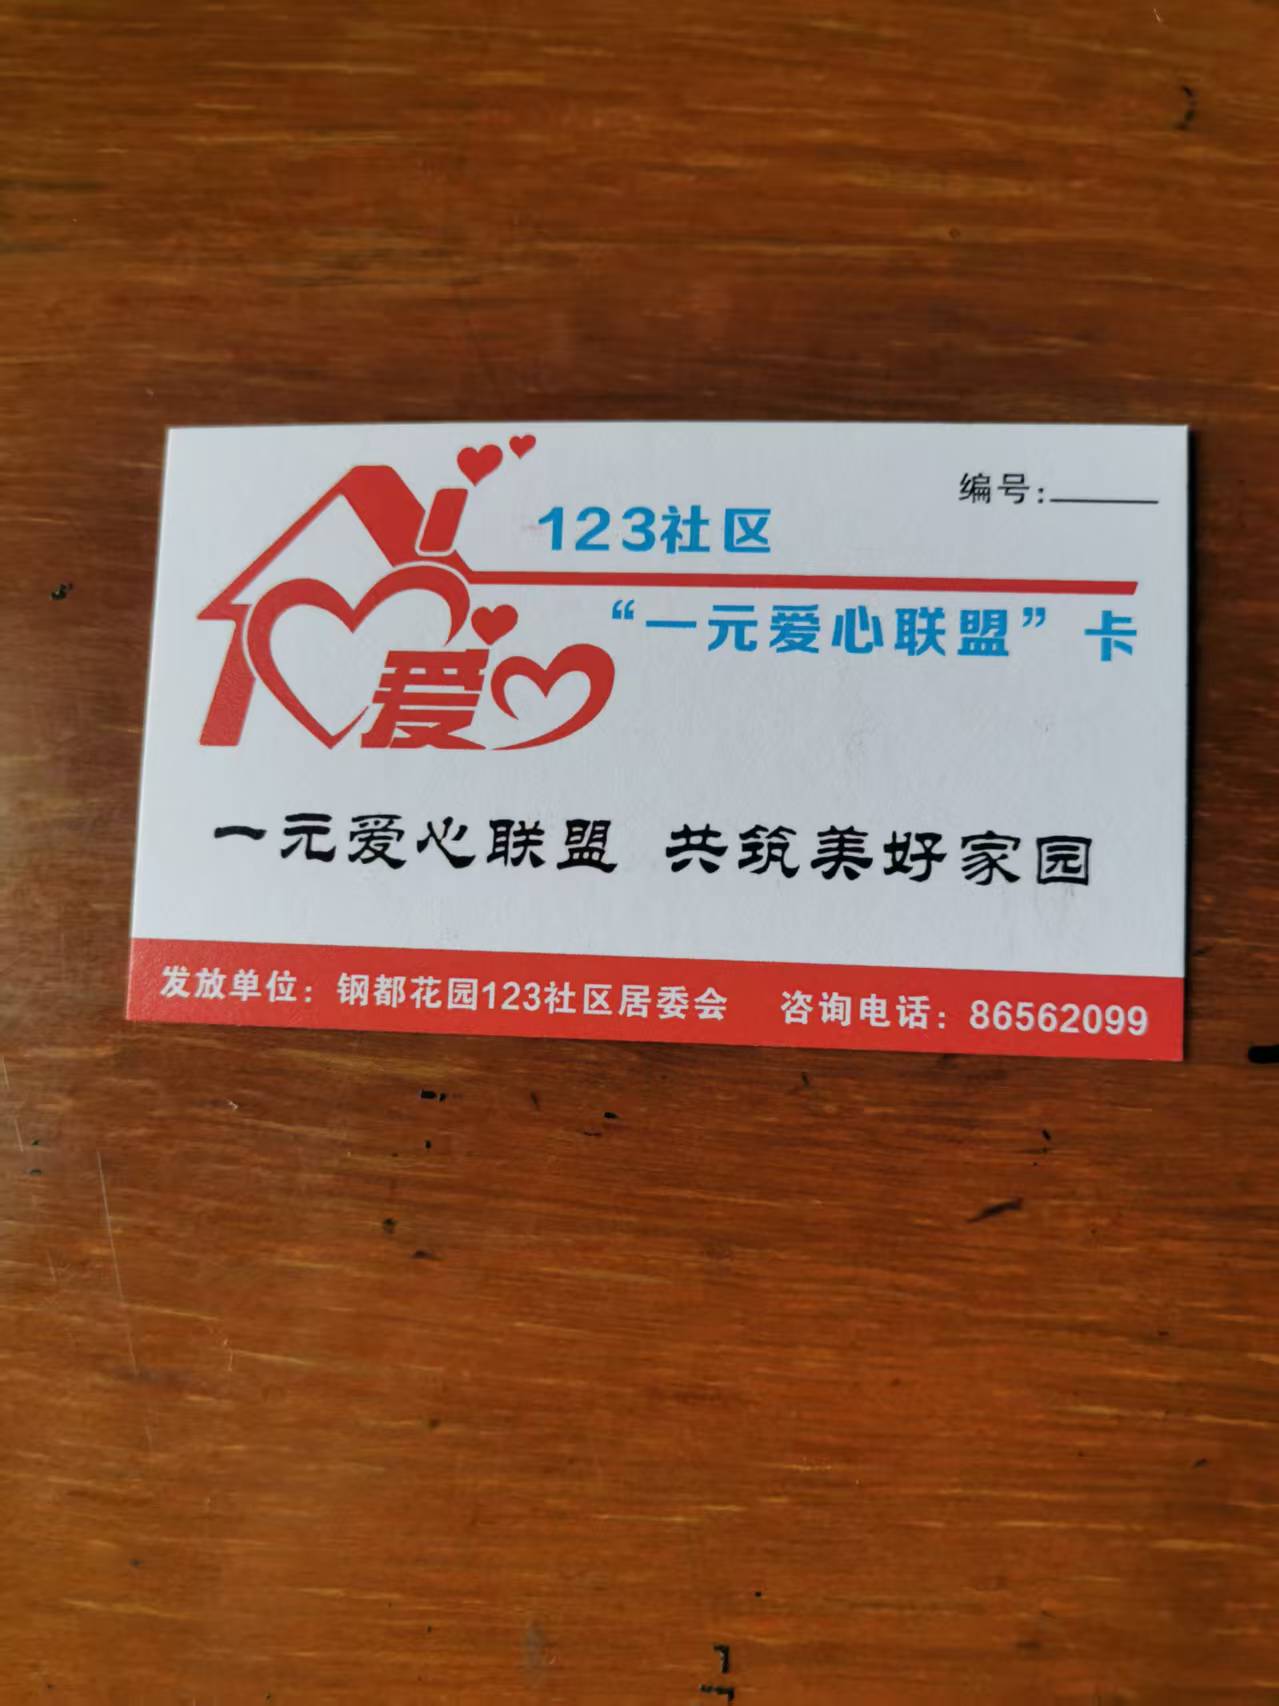 编号:
123社区
“一元爱心联盟”卡
爱
一元爱心联盟 共筑美好家园
发放单位：钢都花园123社区居委会 咨询电话：86562099